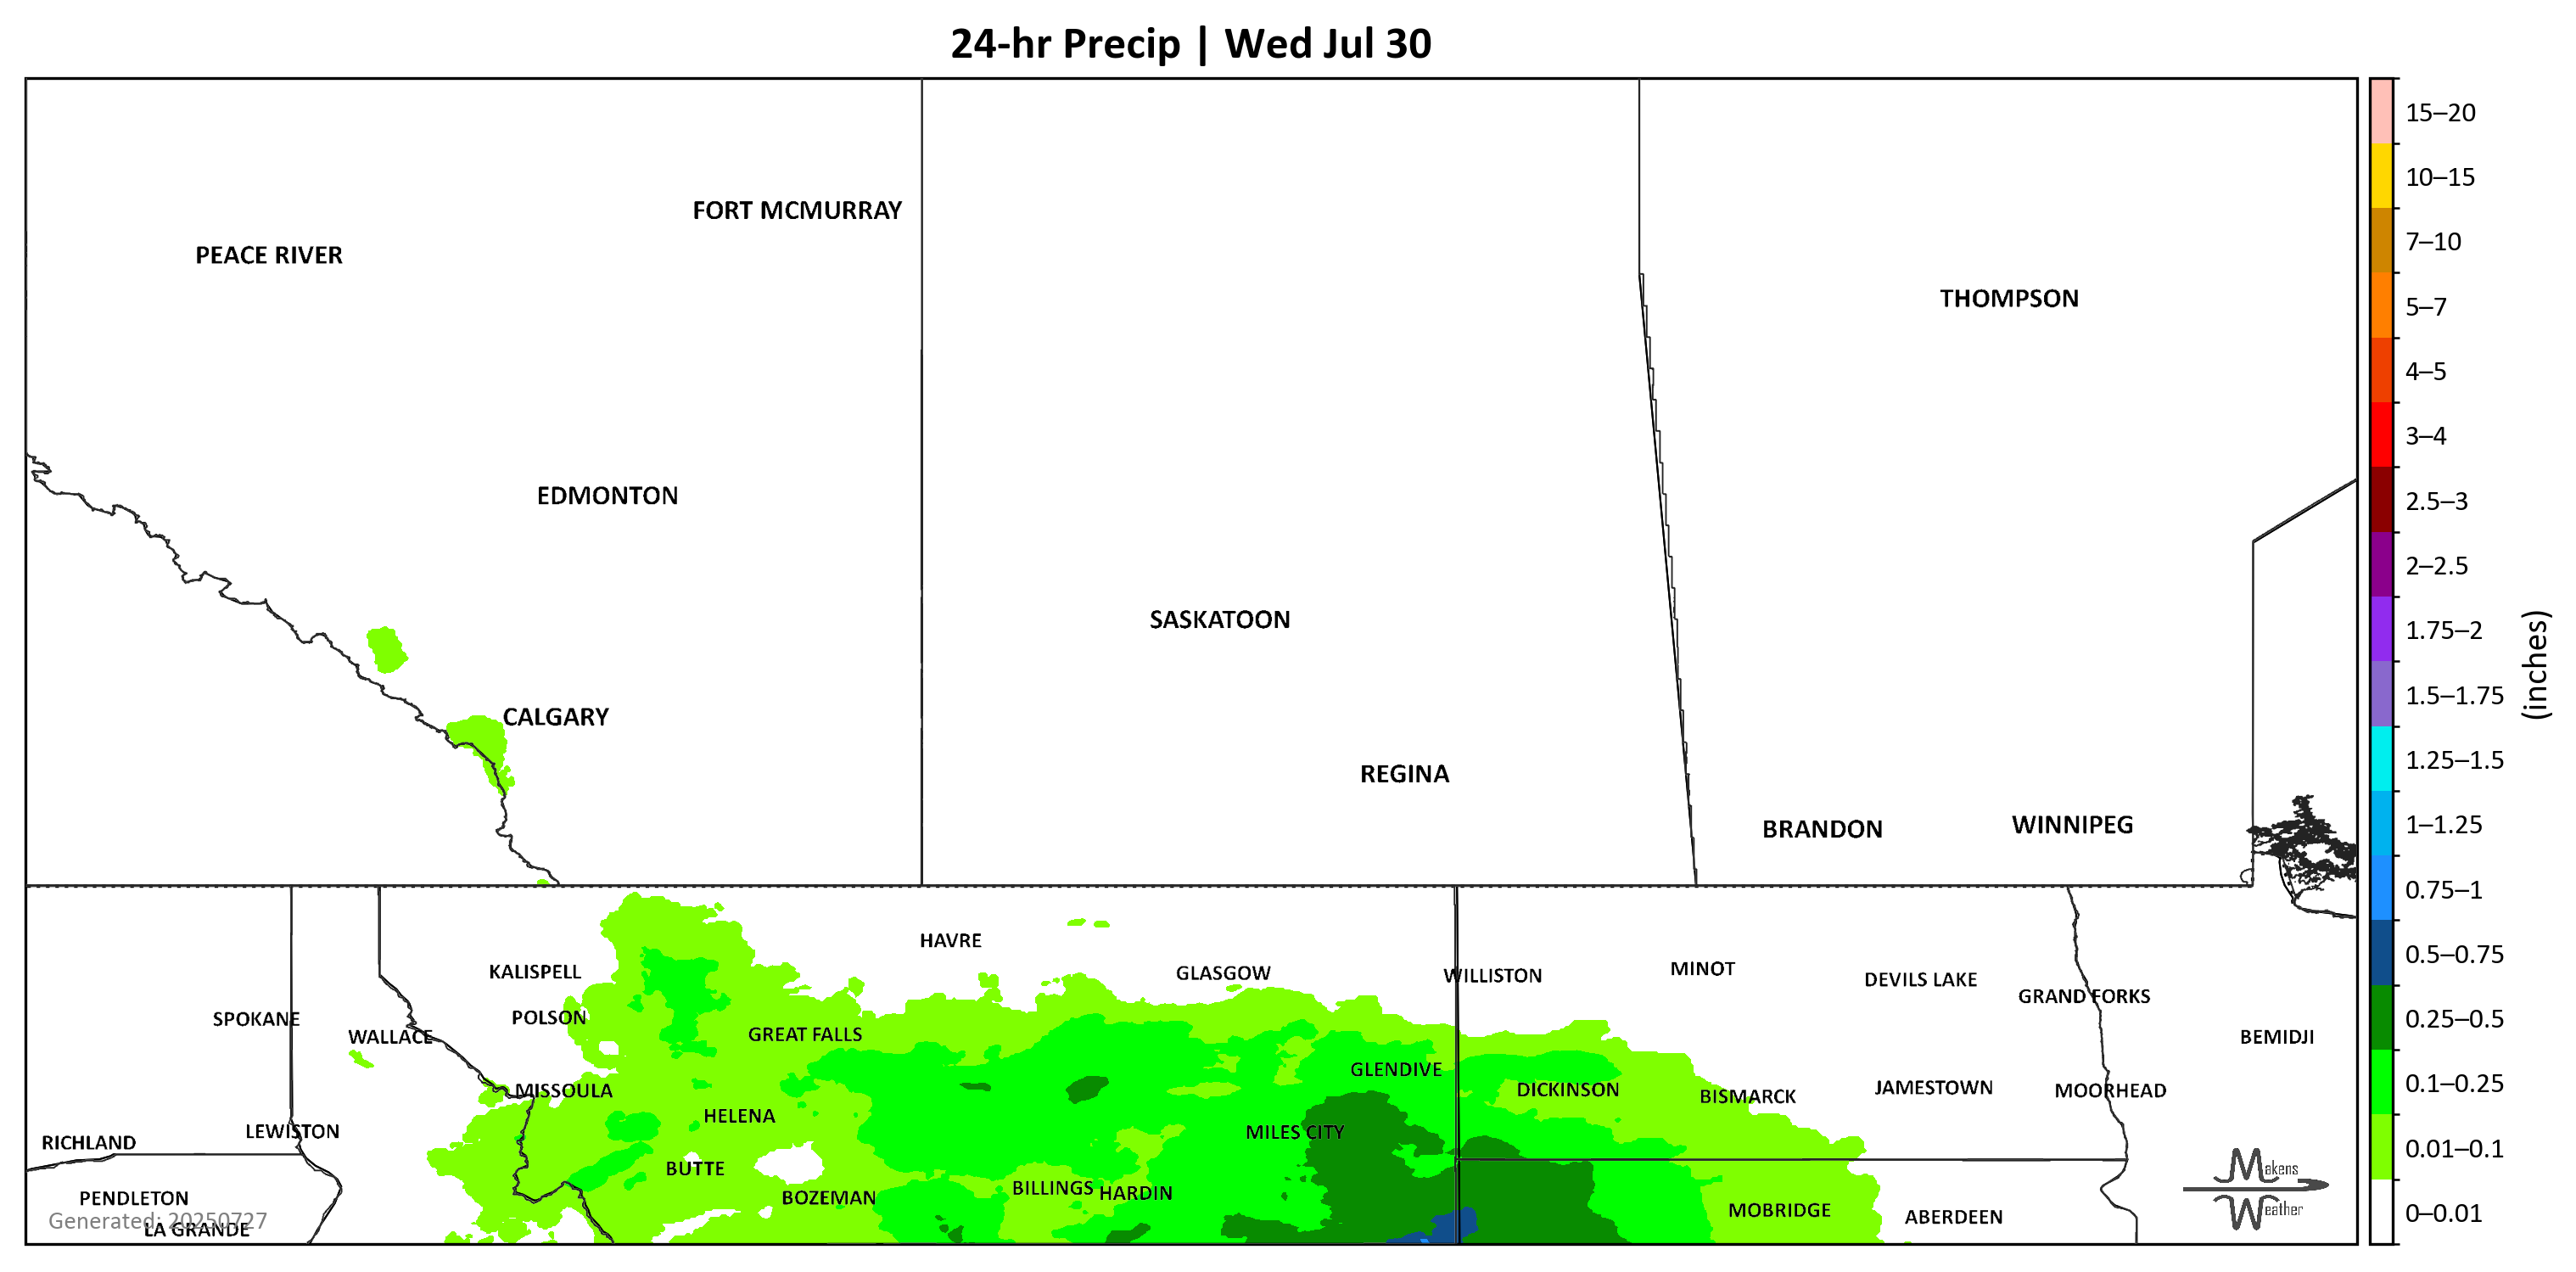 24-hr Precip | Wed Jul 30
FORT MCMURRAY
PEACE RIVER
THOMPSON
EDMONTON
SASKATOON
CALGARY
REGINA
BRANDON
WINNIPEG
HAVRE
KALISPELL
GLASGOW
WILLISTON
MINOT
DEVILS LAKE
GRAND FORKS
SPOKANE
POLSON
WALLACE
GREAT FALLS
BEMIDJI
GLENDIVE
MISSOULA
DICKINSON
BISMARCK
JAMESTOWN
MOORHEAD
HELENA
RICHLAND
LEWISTON
MILES CITY
BUTTE
PENDLETON
BOZEMAN
BILLINGS
HARDIN
MOBRIDGE
ABERDEEN
Generated: 20250727
LA GRANDE
Makens
Weather
15–20
10–15
7–10
5–7
4–5
3–4
2.5–3
2–2.5
1.75–2
1.5–1.75
1.25–1.5
1–1.25
0.75–1
0.5–0.75
0.25–0.5
0.1–0.25
0.01–0.1
0–0.01
(inches)